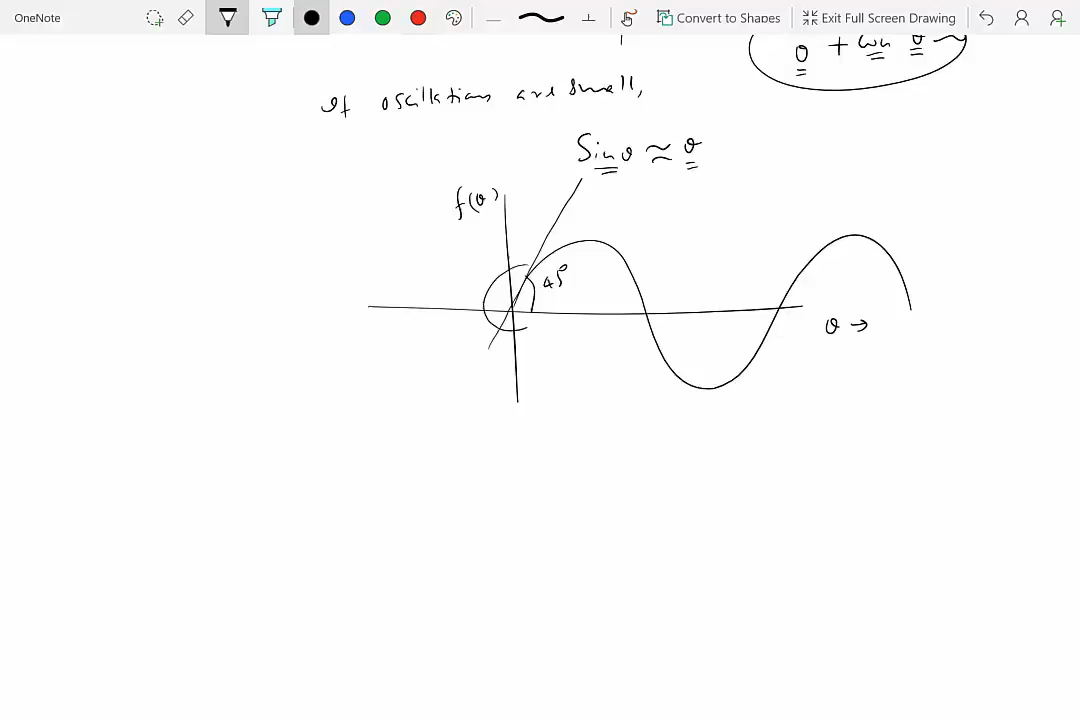 OneNote
Convert to Shapes
Exit Full Screen Drawing
θ + ωn θ
If oscillations are small,
Sinθ ≈ θ
f(θ)
45°
θ →